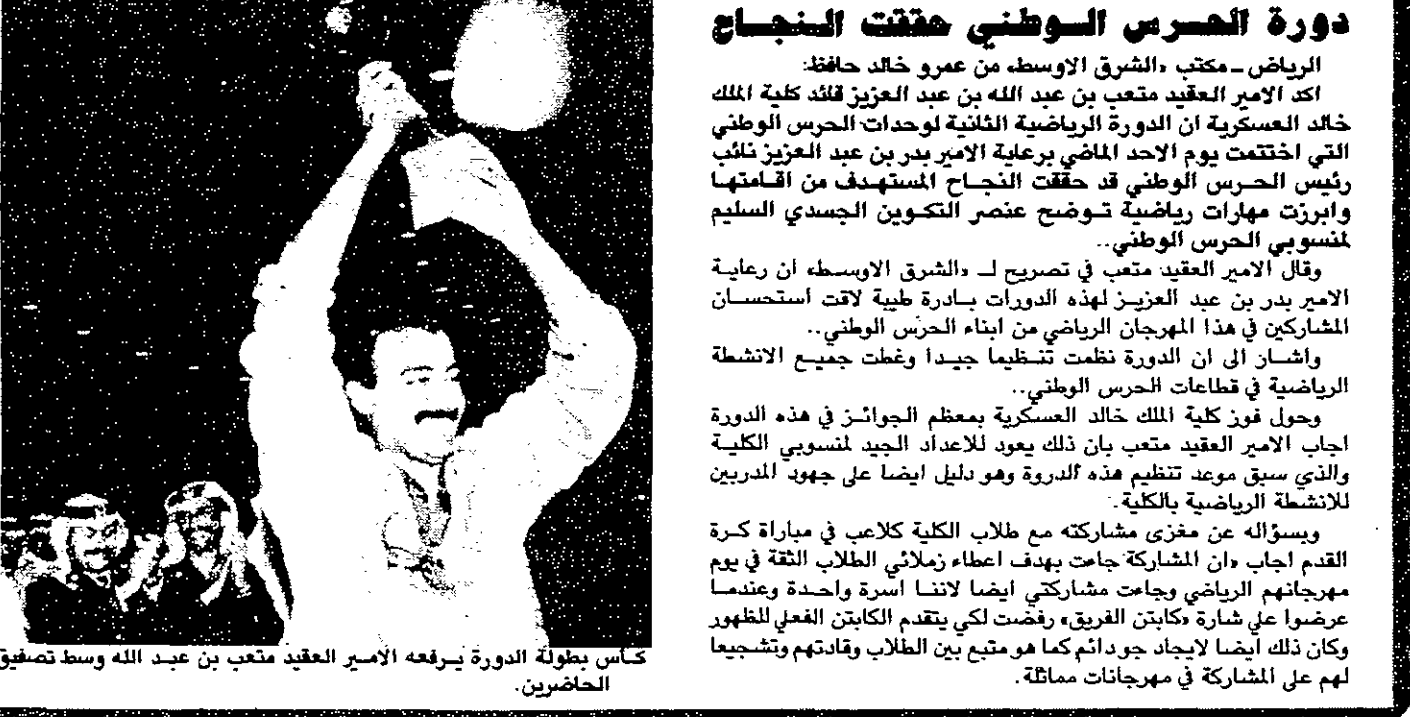 دورة الحرس الوطني حققت النجاح
الرياض ـ مكتب «الشرق الاوسط» من عمرو خالد حافظ:
اكد الامير العقيد متعب بن عبد الله بن عبد العزيز قائد كلية الملك
خالد العسكرية ان الدورة الرياضية الثانية لوحدات الحرس الوطني
التي اختتمت يوم الاحد الماضي برعاية الامير بدر بن عبد العزيز نائب
رئيس الحرس الوطني قد حققت النجاح المستهدف من اقامتها
وابرزت مهارات رياضية توضح عنصر التكوين الجسدي السليم
لمنسوبي الحرس الوطني..
وقال الامير العقيد متعب في تصريح لـ «الشرق الاوسط» ان رعاية
الامير بدر بن عبد العزيز لهذه الدورات بادرة طيبة لاقت استحسان
المشاركين في هذا المهرجان الرياضي من ابناء الحرس الوطني..
واشار الى ان الدورة نظمت تنظيما جيدا وغطت جميع الانشطة
الرياضية في قطاعات الحرس الوطني..
وحول فوز كلية الملك خالد العسكرية بمعظم الجوائز في هذه الدورة
اجاب الامير العقيد متعب بان ذلك يعود للاعداد الجيد لمنسوبي الكلية
والذي سبق موعد تنظيم هذه الدروة وهو دليل ايضا على جهود المدربين
للانشطة الرياضية بالكلية.
وبسؤاله عن مغزى مشاركته مع طلاب الكلية كلاعب في مباراة كرة
القدم اجاب «ان المشاركة جاءت بهدف اعطاء زملائي الطلاب الثقة في يوم
مهرجانهم الرياضي وجاءت مشاركتي ايضا لاننا اسرة واحدة وعندما
عرضوا علي شارة «كابتن الفريق» رفضت لكي يتقدم الكابتن الفعلي للظهور
وكان ذلك ايضا لايجاد جو دائم كما هو متبع بين الطلاب وقادتهم وتشجيعا
لهم على المشاركة في مهرجانات مماثلة.
كأس بطولة الدورة يرفعه الامير العقيد متعب بن عبد الله وسط تصفيق
الحاضرين.